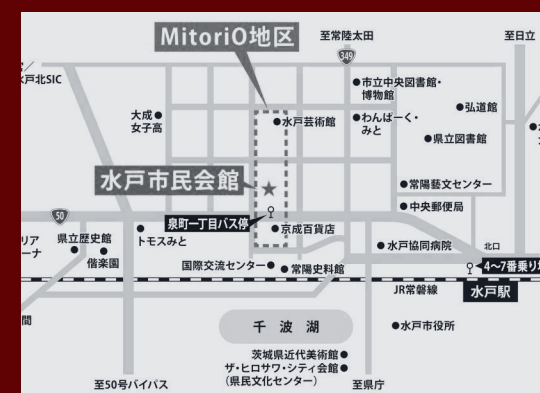 MitoriO地区
至常陸太田
至日立
戸北SIC
349
市立中央図書館・
博物館
大成
女子高
水戸芸術館
わんぱーく・
みと
弘道館
県立図書館
水戸市民会館
常陽藝文センター
中央郵便局
50
泉町一丁目バス停
京成百貨店
県立歴史館
偕楽園
トモスみと
水戸協同病院
北口
4〜7番乗り
国際交流センター
常陽史料館
JR常磐線
水戸駅
千波湖
水戸市役所
茨城県近代美術館
ザ・ヒロサワ・シティ会館
(県民文化センター)
至50号バイパス
至県庁